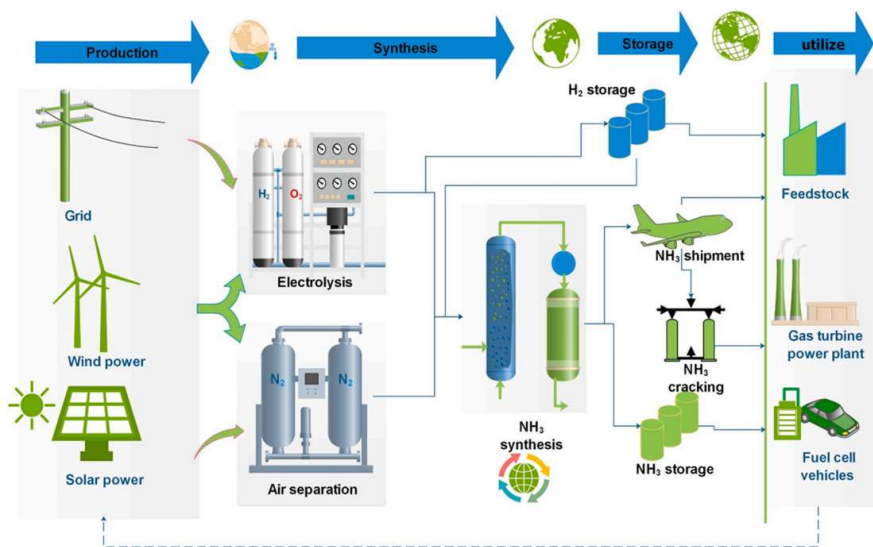 Production
Synthesis
Storage
utilize
H₂ storage
Grid
H₂
O₂
Feedstock
Electrolysis
NH₃ shipment
Wind power
Gas turbine
power plant
N₂
N₂
NH₃
cracking
NH₃
synthesis
Solar power
Air separation
NH₃ storage
Fuel cell
vehicles